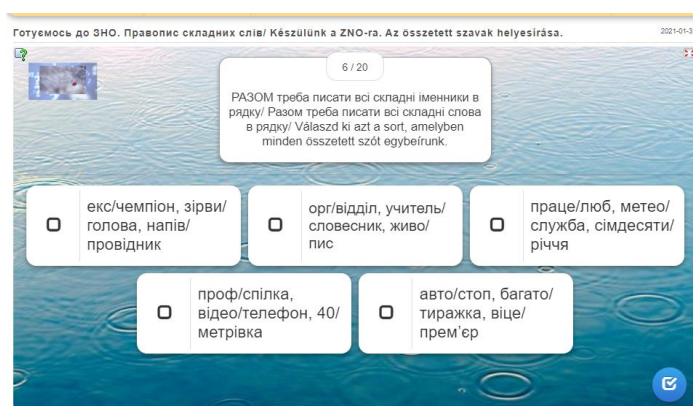 Готуємось до ЗНО. Правопис складних слів/ Készülünk a ZNO-ra. Az összetett szavak helyesírása.
2021-01-3
6 / 20
РАЗОМ треба писати всі складні іменники в
рядку/ Разом треба писати всі складні слова
в рядку/ Válaszd ki azt a sort, amelyben
minden összetett szót egybeírunk.
екс/чемпіон, зірви/
голова, напів/
провідник
орг/відділ, учитель/
словесник, живо/
пис
праце/люб, метео/
служба, сімдесяти/
річчя
проф/спілка,
відео/телефон, 40/
метрівка
авто/стоп, багато/
тиражка, віце/
прем’єр